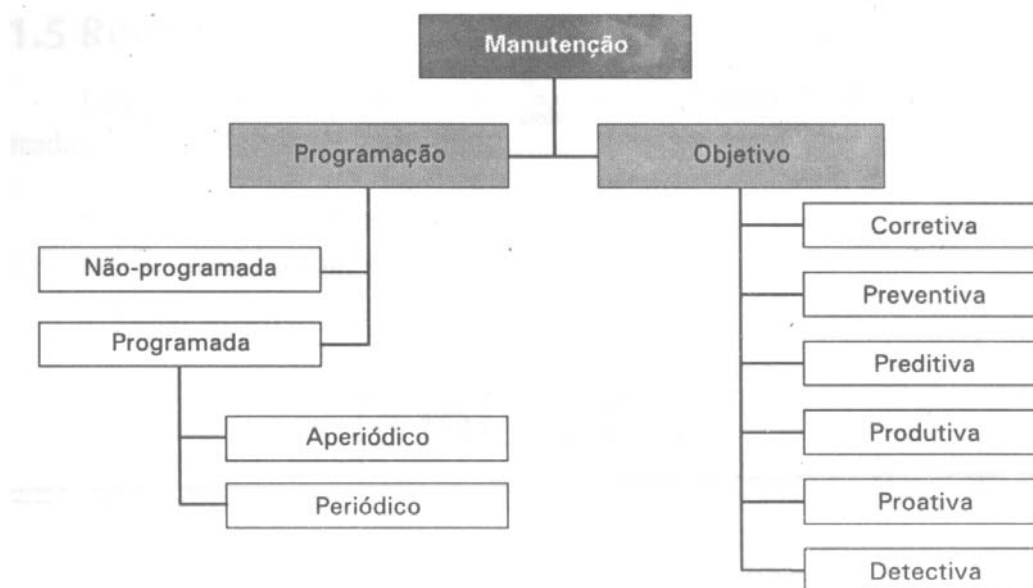 Manutenção
Programação
Objetivo
Não-programada
Programada
Aperiódico
Periódico
Corretiva
Preventiva
Preditiva
Produtiva
Proativa
Detectiva